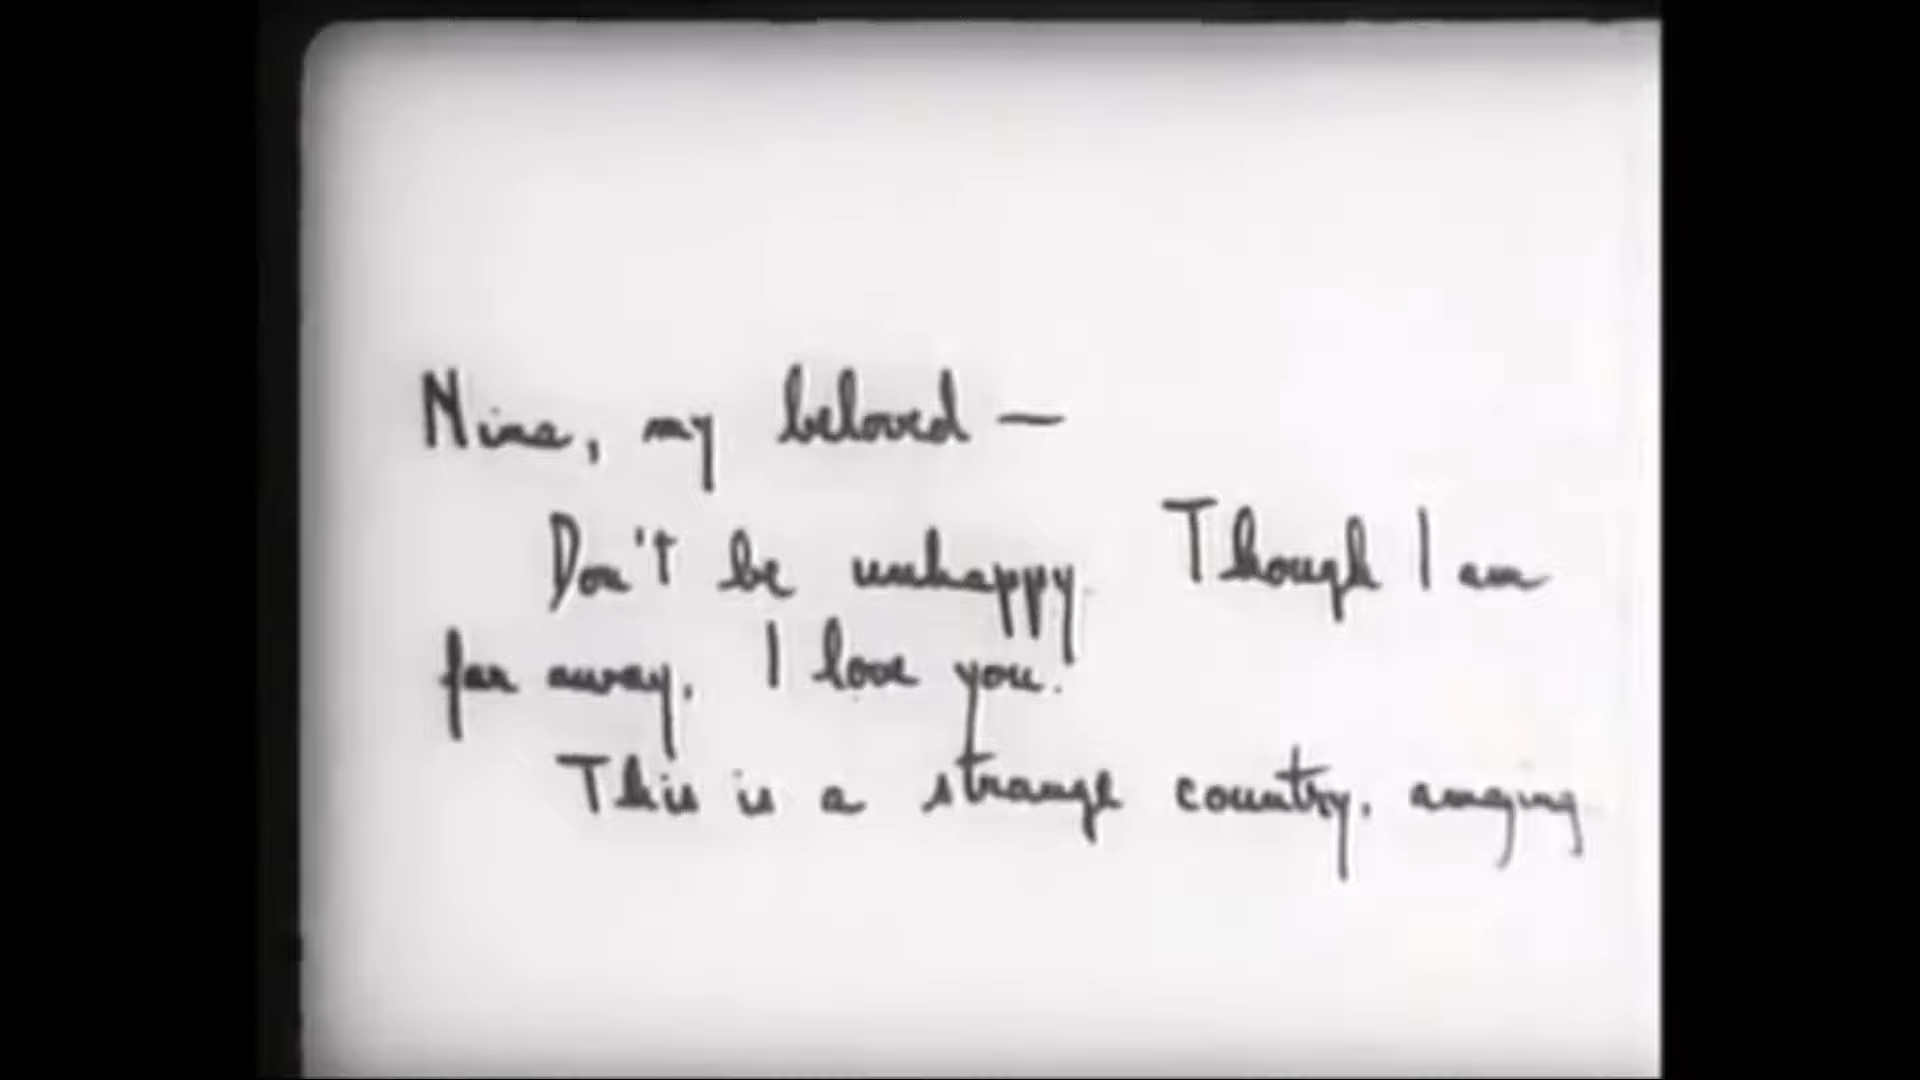 Nina, my beloved —
Don't be unhappy. Though I am
far away, I love you.
This is a strange country, amazing